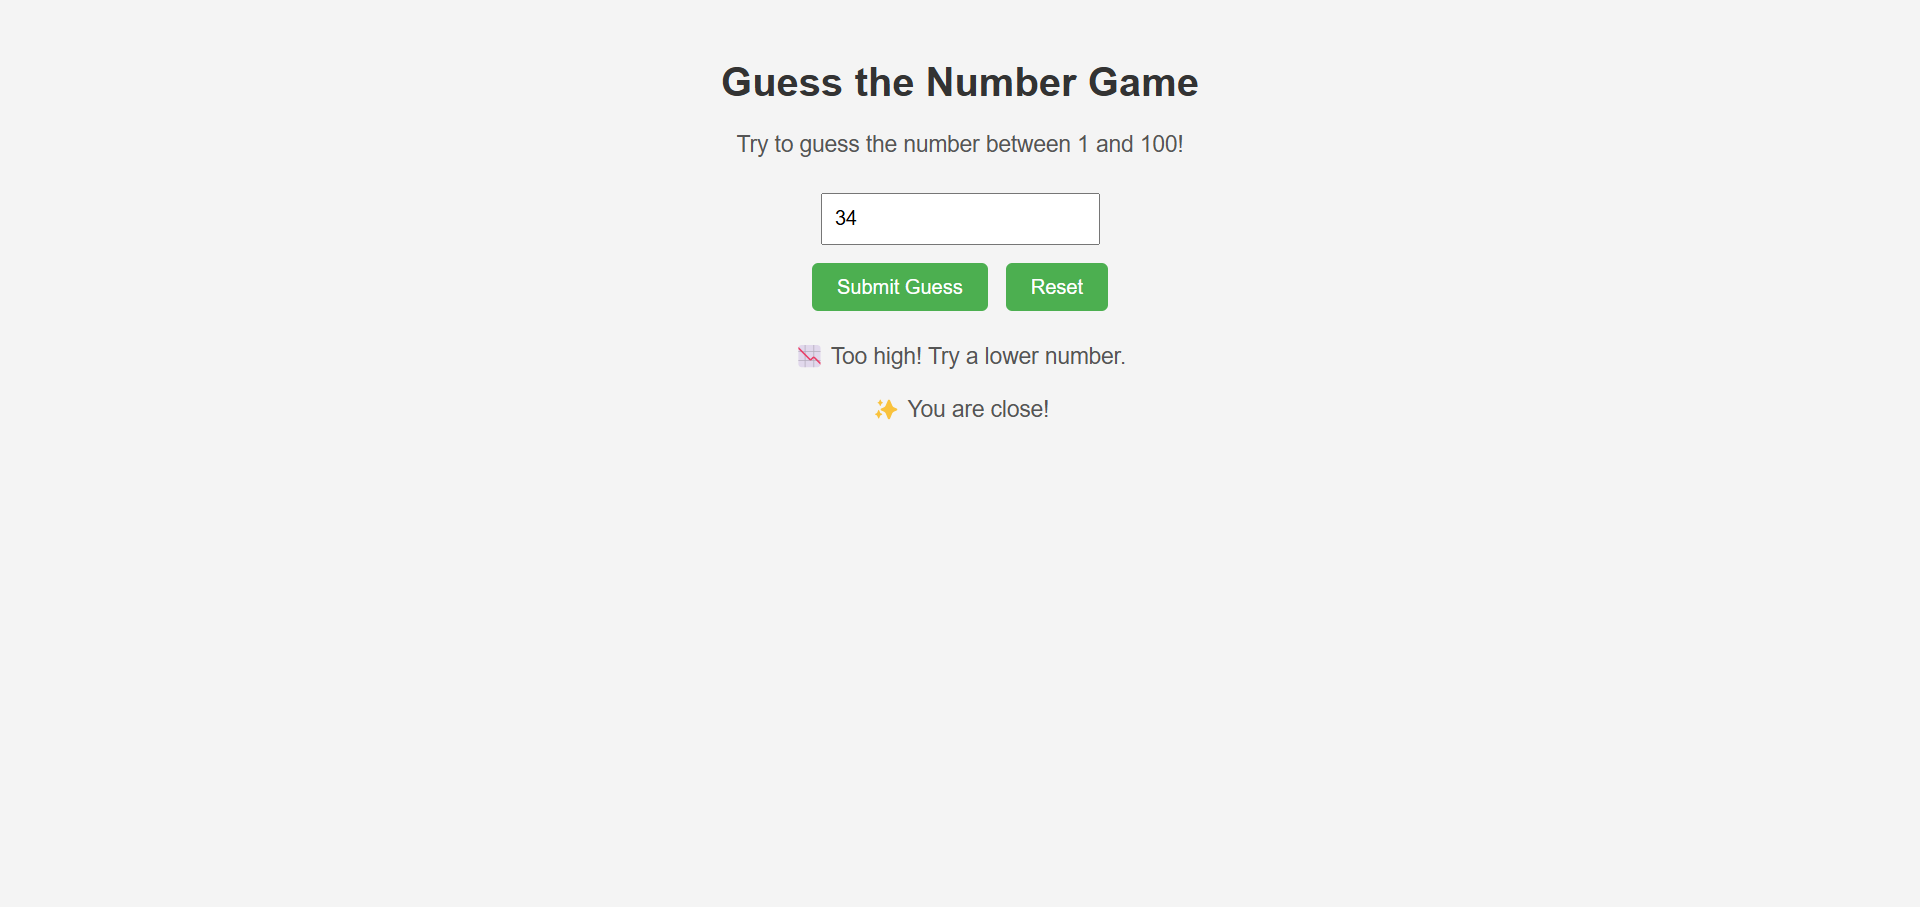 Guess the Number Game
Try to guess the number between 1 and 100!
34
Submit Guess Reset
📉 Too high! Try a lower number.
✨ You are close!